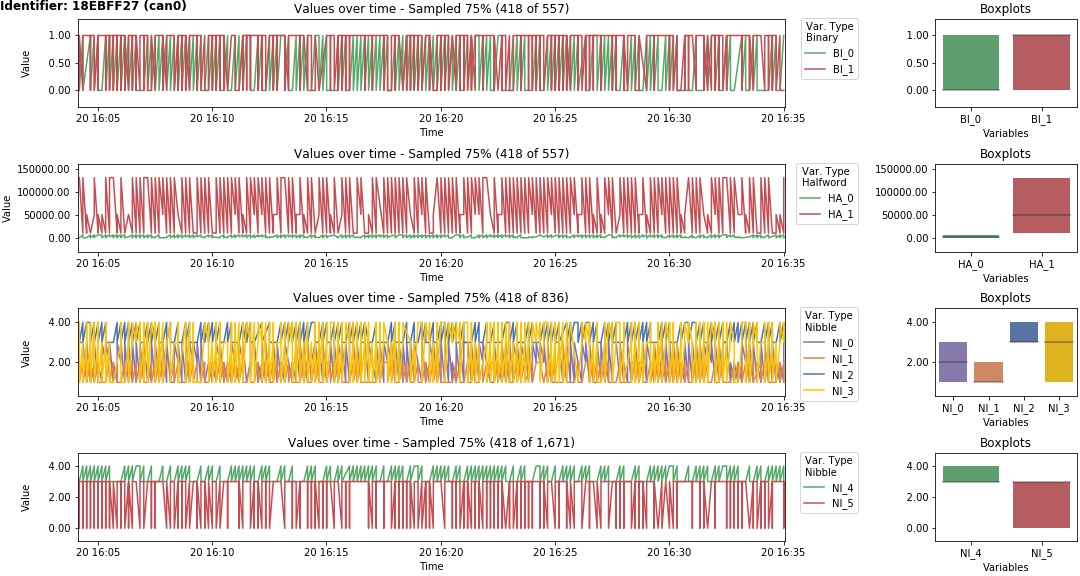 Identifier: 18EBFF27 (can0)
Values over time - Sampled 75% (418 of 557)
Boxplots
Value
1.00
0.50
0.00
20 16:05
20 16:10
20 16:15
20 16:20
20 16:25
20 16:30
20 16:35
Time
Var. Type
Binary
BI_0
BI_1
1.00
0.50
0.00
BI_0
BI_1
Variables
Values over time - Sampled 75% (418 of 557)
Boxplots
Value
150000.00
100000.00
50000.00
0.00
20 16:05
20 16:10
20 16:15
20 16:20
20 16:25
20 16:30
20 16:35
Time
Var. Type
Halfword
HA_0
HA_1
150000.00
100000.00
50000.00
0.00
HA_0
HA_1
Variables
Values over time - Sampled 75% (418 of 836)
Boxplots
Value
4.00
2.00
20 16:05
20 16:10
20 16:15
20 16:20
20 16:25
20 16:30
20 16:35
Time
Var. Type
Nibble
NI_0
NI_1
NI_2
NI_3
4.00
2.00
NI_0
NI_1
NI_2
NI_3
Variables
Values over time - Sampled 75% (418 of 1,671)
Boxplots
Value
4.00
2.00
0.00
20 16:05
20 16:10
20 16:15
20 16:20
20 16:25
20 16:30
20 16:35
Time
Var. Type
Nibble
NI_4
NI_5
4.00
2.00
0.00
NI_4
NI_5
Variables